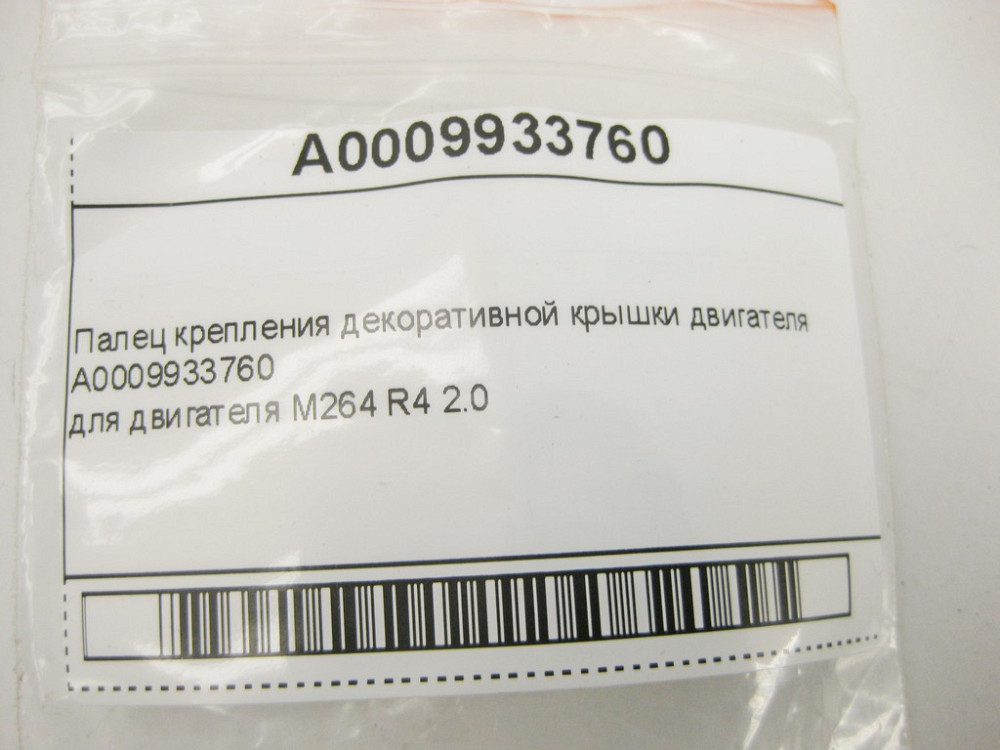 A0009933760
Палец крепления декоративной крышки двигателя
A0009933760
для двигателя M264 R4 2.0